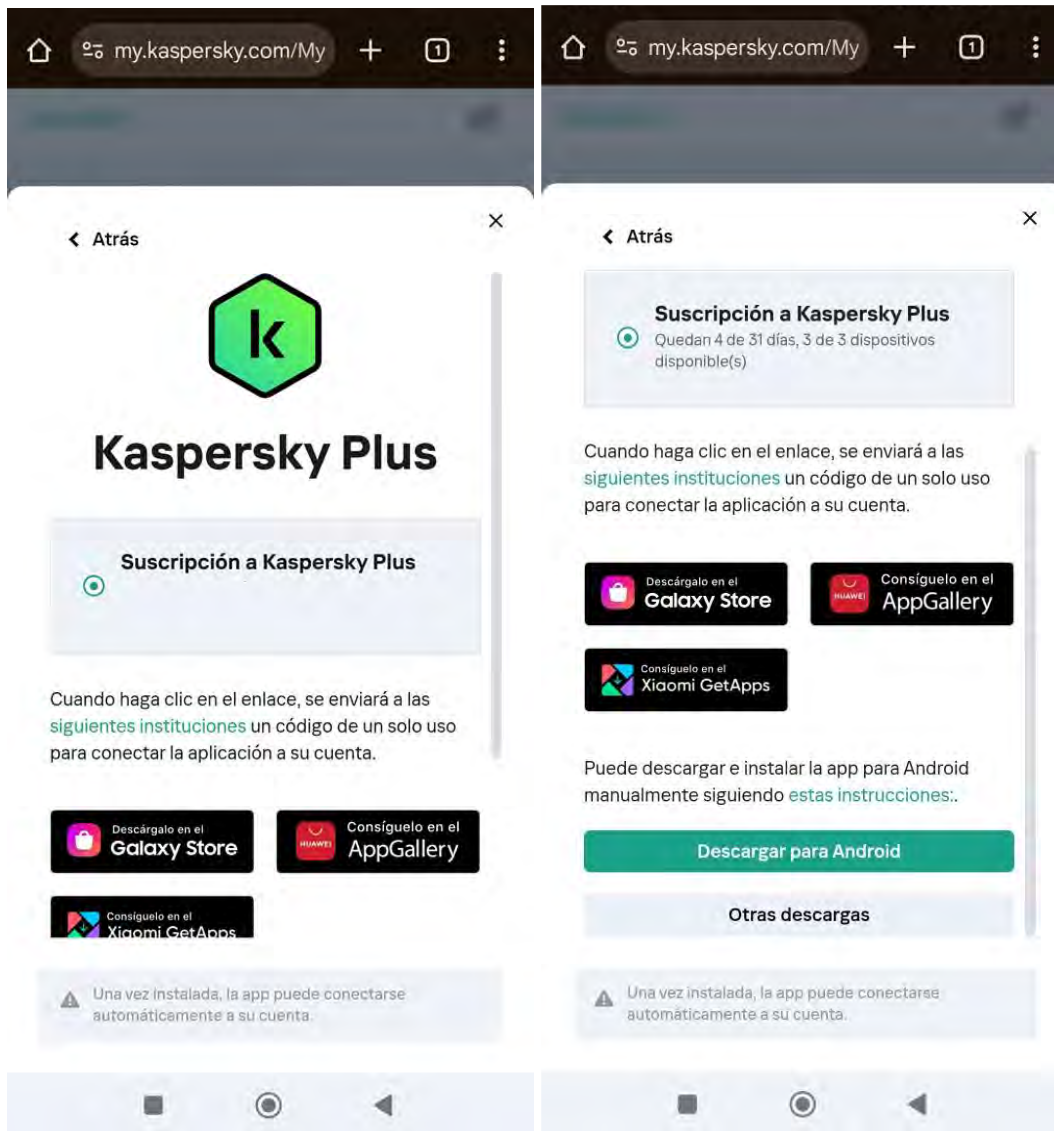 my.kaspersky.com/My
1
Atrás
k
Kaspersky Plus
Suscripción a Kaspersky Plus
Cuando haga clic en el enlace, se enviará a las
siguientes instituciones un código de un solo uso
para conectar la aplicación a su cuenta.
Descárgalo en el
Galaxy Store
HUAWEI
Consíguelo en el
AppGallery
Consíguelo en el
Xiaomi GetApps
Una vez instalada, la app puede conectarse
automáticamente a su cuenta.
my.kaspersky.com/My
1
Atrás
Suscripción a Kaspersky Plus
Quedan 4 de 31 días, 3 de 3 dispositivos
disponible(s)
Cuando haga clic en el enlace, se enviará a las
siguientes instituciones un código de un solo uso
para conectar la aplicación a su cuenta.
Descárgalo en el
Galaxy Store
HUAWEI
Consíguelo en el
AppGallery
Consíguelo en el
Xiaomi GetApps
Puede descargar e instalar la app para Android
manualmente siguiendo estas instrucciones:.
Descargar para Android
Otras descargas
Una vez instalada, la app puede conectarse
automáticamente a su cuenta.